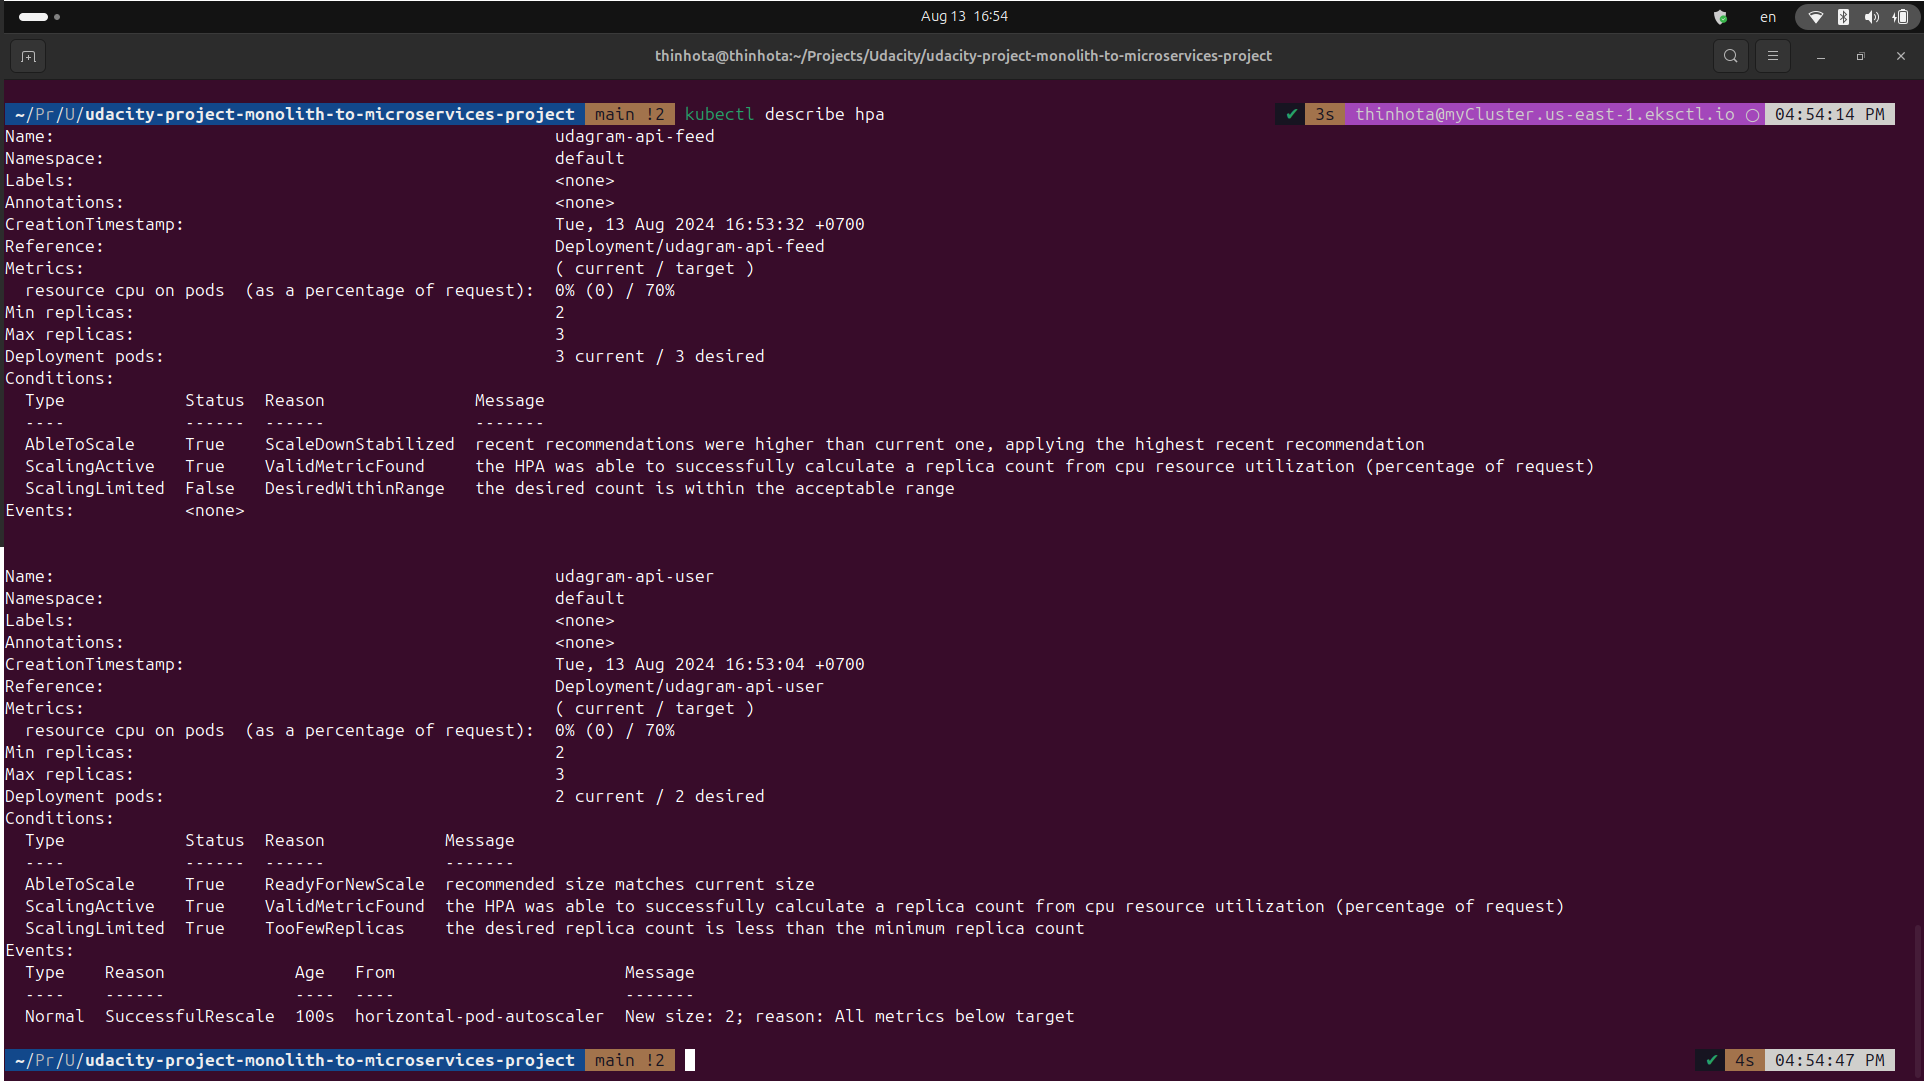 Aug 13 16:54
en
thinhota@thinhota:~/Projects/Udacity/udacity-project-monolith-to-microservices-project
~/Pr/U/udacity-project-monolith-to-microservices-project main !2 kubectl describe hpa ✔ 3s thinhota@myCluster.us-east-1.eksctl.io 04:54:14 PM
Name: udagram-api-feed
Namespace: default
Labels: <none>
Annotations: <none>
CreationTimestamp: Tue, 13 Aug 2024 16:53:32 +0700
Reference: Deployment/udagram-api-feed
Metrics: ( current / target )
resource cpu on pods (as a percentage of request): 0% (0) / 70%
Min replicas: 2
Max replicas: 3
Deployment pods: 3 current / 3 desired
Conditions:
Type Status Reason Message
---- ------ ------ -------
AbleToScale True ScaleDownStabilized recent recommendations were higher than current one, applying the highest recent recommendation
ScalingActive True ValidMetricFound the HPA was able to successfully calculate a replica count from cpu resource utilization (percentage of request)
ScalingLimited False DesiredWithinRange the desired count is within the acceptable range
Events: <none>
Name: udagram-api-user
Namespace: default
Labels: <none>
Annotations: <none>
CreationTimestamp: Tue, 13 Aug 2024 16:53:04 +0700
Reference: Deployment/udagram-api-user
Metrics: ( current / target )
resource cpu on pods (as a percentage of request): 0% (0) / 70%
Min replicas: 2
Max replicas: 3
Deployment pods: 2 current / 2 desired
Conditions:
Type Status Reason Message
---- ------ ------ -------
AbleToScale True ReadyForNewScale recommended size matches current size
ScalingActive True ValidMetricFound the HPA was able to successfully calculate a replica count from cpu resource utilization (percentage of request)
ScalingLimited True TooFewReplicas the desired replica count is less than the minimum replica count
Events:
Type Reason Age From Message
---- ------ ---- ---- -------
Normal SuccessfulRescale 100s horizontal-pod-autoscaler New size: 2; reason: All metrics below target
~/Pr/U/udacity-project-monolith-to-microservices-project main !2 ✔ 4s 04:54:47 PM